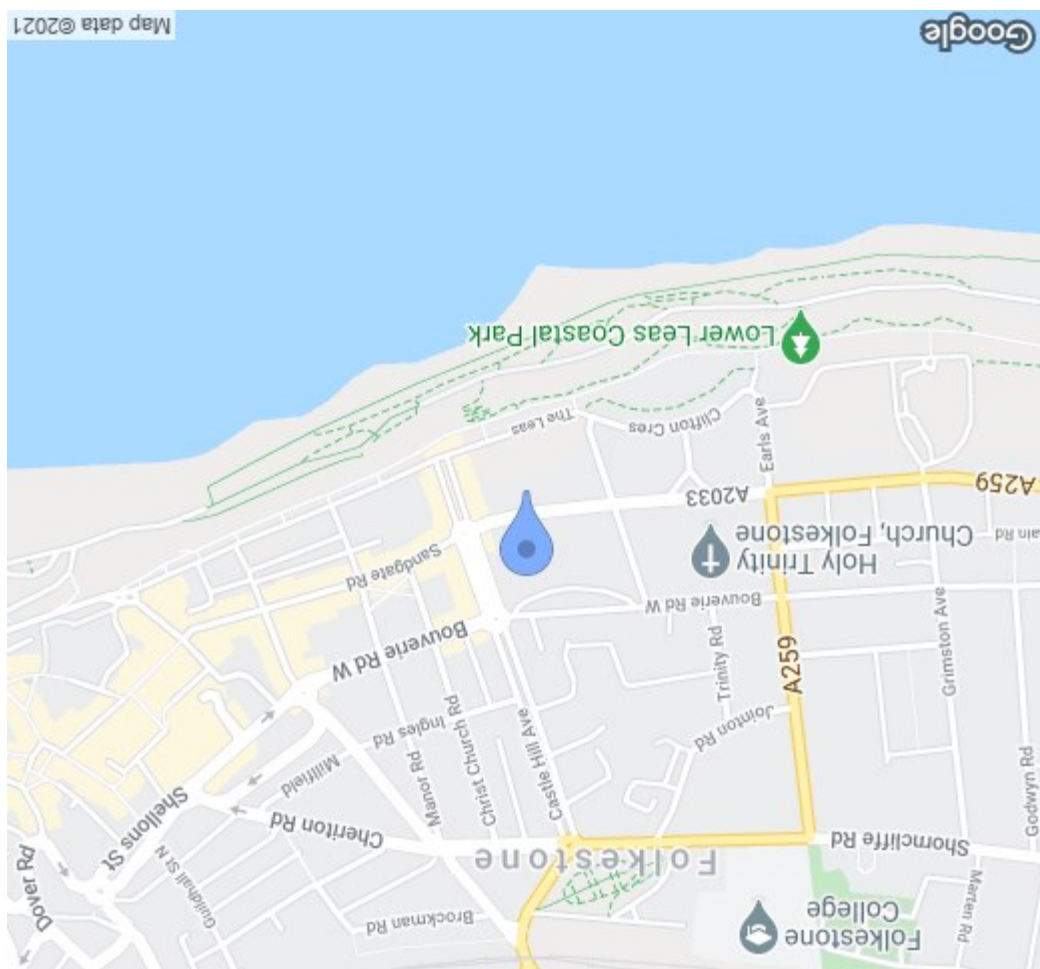 Folkestone
College
Marten Rd
Brockman Rd
Dover Rd
Folkestone
Guildhall St N
Shorncliffe Rd
Cheriton Rd
Shellons St
Godwyn Rd
Jointon Rd
Castle Hill Ave
Christ Church Rd
Manor Rd
Millfield
Ingles Rd
Grimston Ave
A259
Trinity Rd
Bouverie Rd W
Bouverie Rd W
Holy Trinity
Church, Folkestone
ain Rd
Sandgate Rd
A259
A2033
Earls Ave
Clifton Cres
The Leas
Lower Leas Coastal Park
Google
Map data ©2021